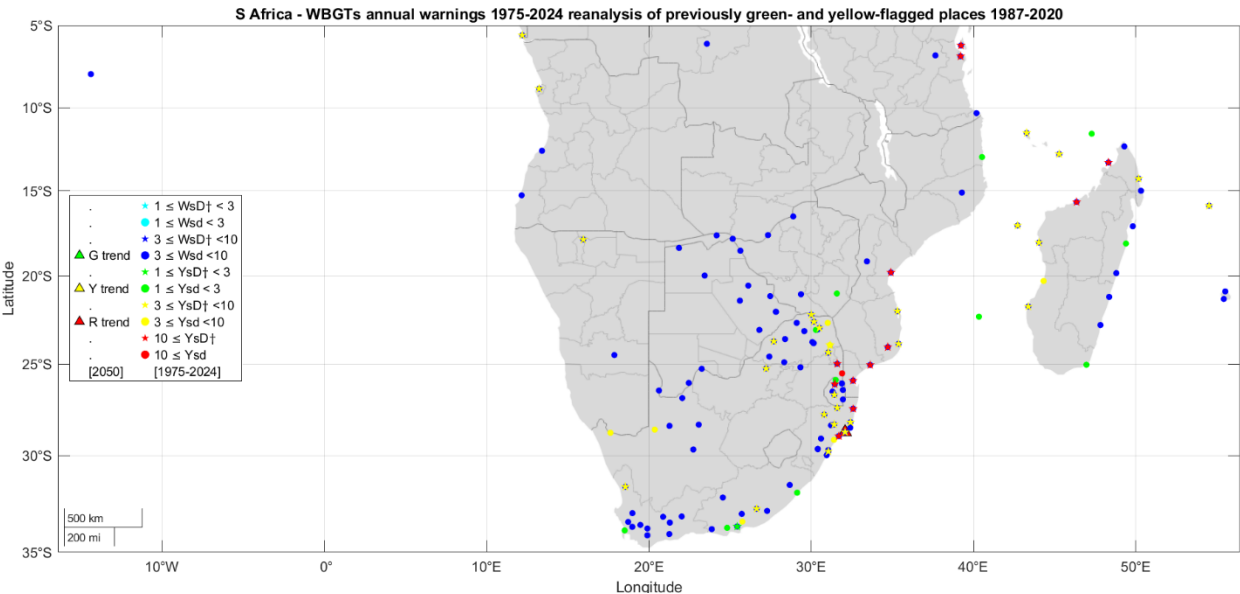 S Africa - WBGTs annual warnings 1975-2024 reanalysis of previously green- and yellow-flagged places 1987-2020
5°S
10°S
15°S
20°S
25°S
30°S
35°S
Latitude
. 1 ≤ WsD† < 3
. 1 ≤ Wsd < 3
. 3 ≤ WsD† <10
G trend 3 ≤ Wsd <10
. 1 ≤ YsD† < 3
Y trend 1 ≤ Ysd < 3
. 3 ≤ YsD† <10
R trend 3 ≤ Ysd <10
. 10 ≤ YsD†
. 10 ≤ Ysd
[2050] [1975-2024]
500 km
200 mi
10°W 0° 10°E 20°E 30°E 40°E 50°E
Longitude